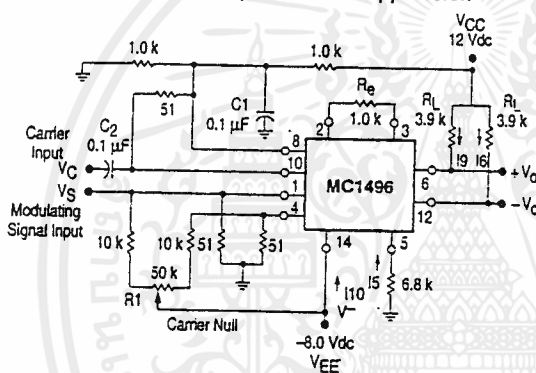 VCC
12 Vdc
1.0 k
1.0 k
Re
1.0 k
RL
3.9 k
RL
3.9 k
51
C1
0.1 µF
C2
0.1 µF
Carrier
Input
VC
VS
Modulating
Signal Input
8
10
1
4
2
3
MC1496
I9
I6
6
12
+Vo
–Vo
14
5
10 k
10 k
51
51
50 k
R1
Carrier Null
I10
V–
I5
6.8 k
–8.0 Vdc
VEE